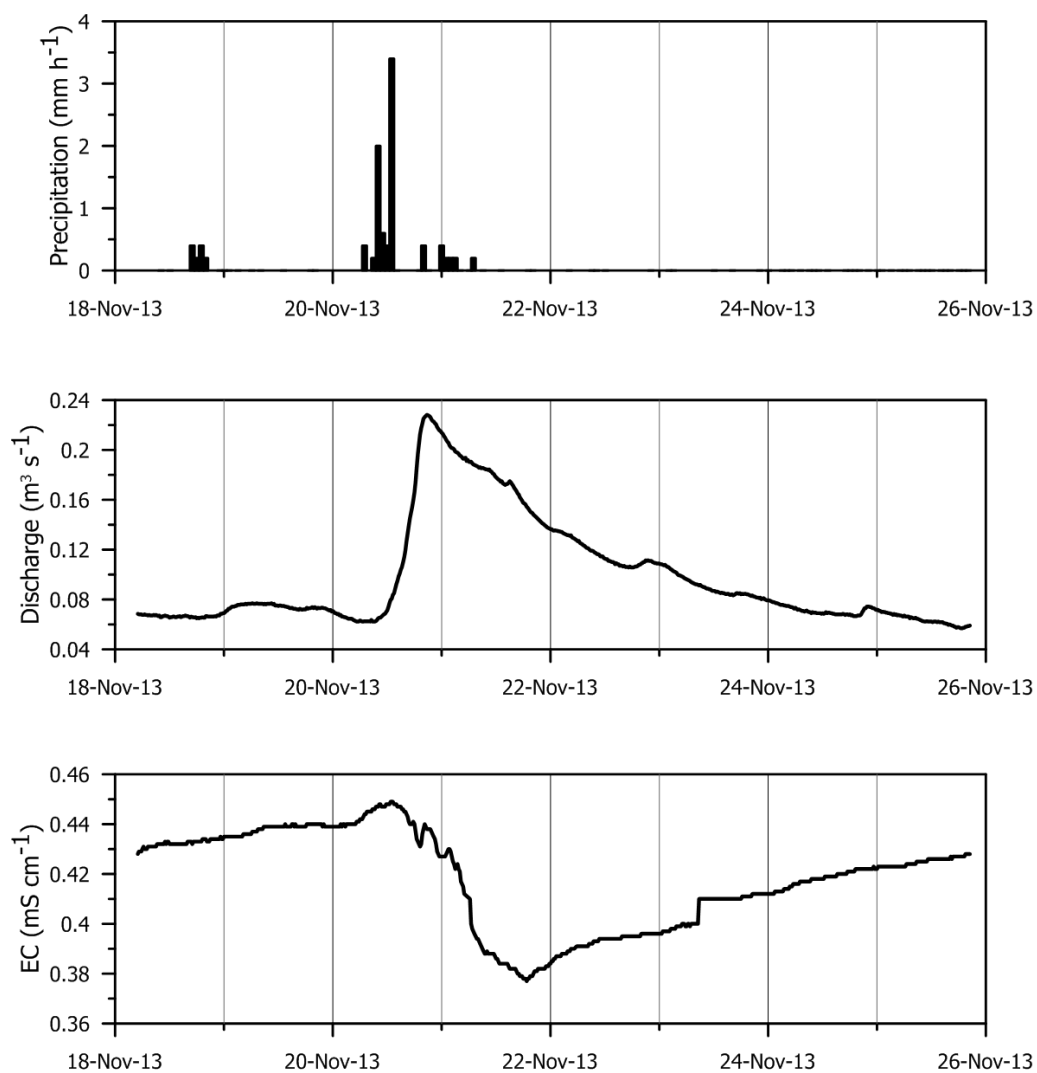 4
3
2
1
0
Precipitation (mm h⁻¹)
18-Nov-13 20-Nov-13 22-Nov-13 24-Nov-13 26-Nov-13
0.24
0.2
0.16
0.12
0.08
0.04
Discharge (m³ s⁻¹)
18-Nov-13 20-Nov-13 22-Nov-13 24-Nov-13 26-Nov-13
0.46
0.44
0.42
0.4
0.38
0.36
EC (mS cm⁻¹)
18-Nov-13 20-Nov-13 22-Nov-13 24-Nov-13 26-Nov-13